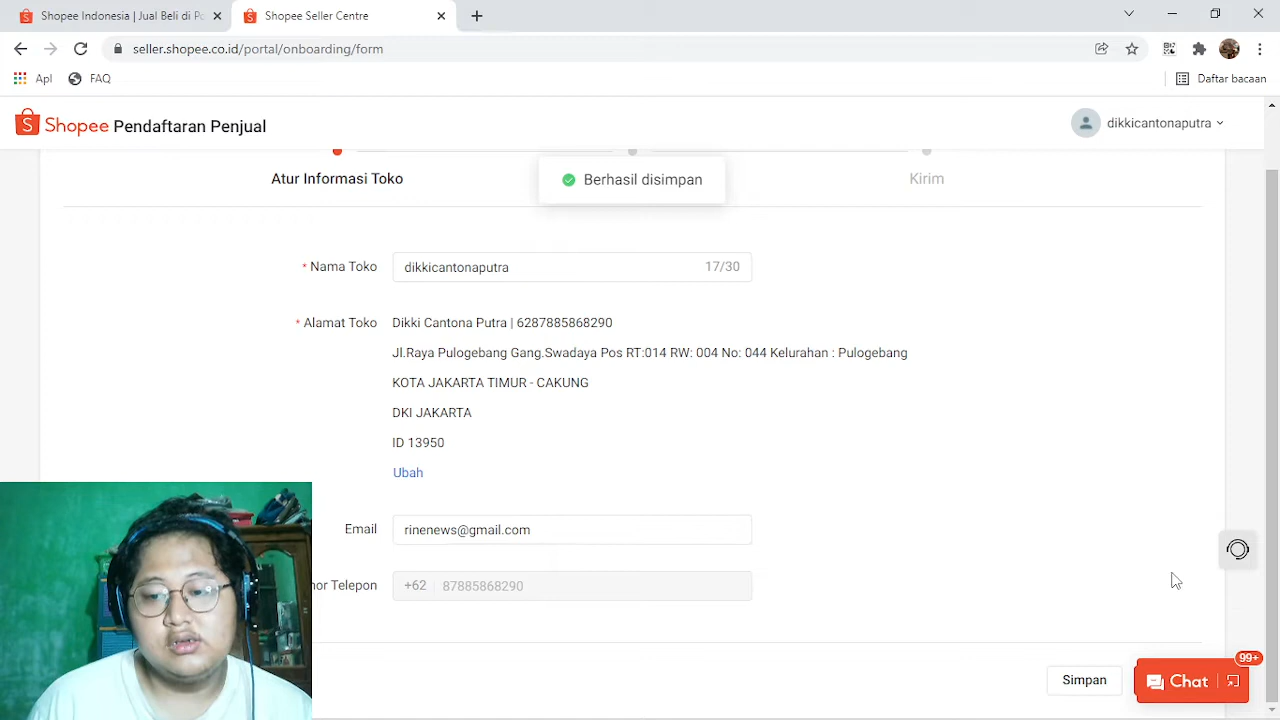 Shopee Indonesia | Jual Beli di Po
Shopee Seller Centre
seller.shopee.co.id/portal/onboarding/form
Apl
FAQ
Daftar bacaan
Shopee Pendaftaran Penjual
dikkicantonaputra
Atur Informasi Toko
Berhasil disimpan
Kirim
* Nama Toko
dikkicantonaputra
17/30
* Alamat Toko
Dikki Cantona Putra | 6287885868290
Jl.Raya Pulogebang Gang.Swadaya Pos RT:014 RW: 004 No: 044 Kelurahan : Pulogebang
KOTA JAKARTA TIMUR - CAKUNG
DKI JAKARTA
ID 13950
Ubah
Email
rinenews@gmail.com
or Telepon
+62
87885868290
Simpan
Chat
99+